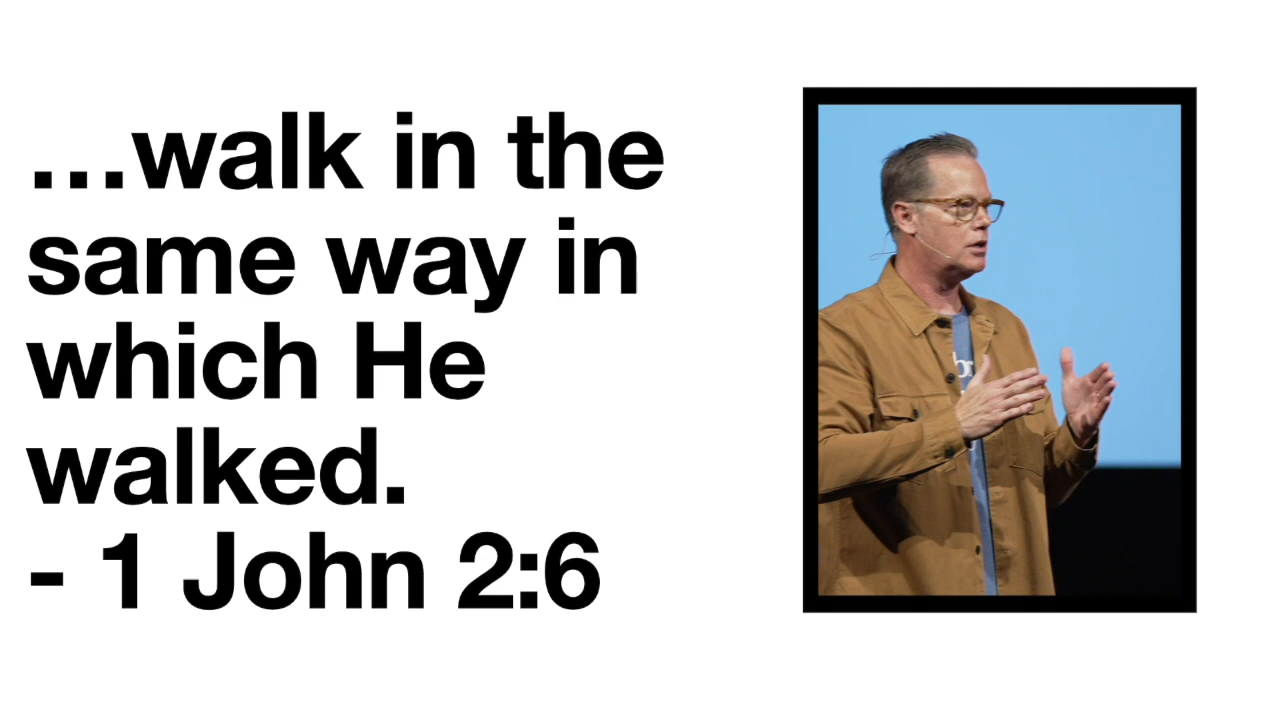 …walk in the
same way in
which He
walked.
- 1 John 2:6